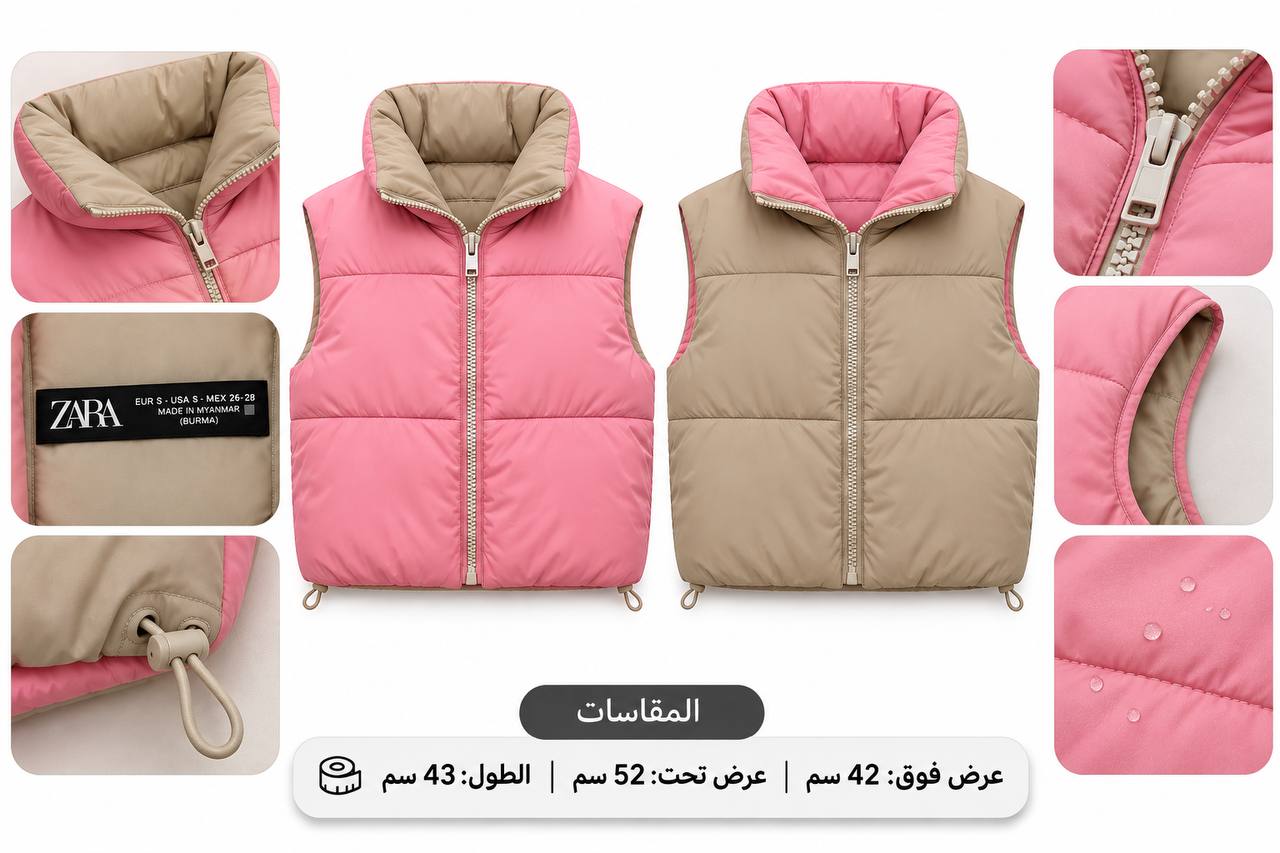 ZARA
EUR S - USA S - MEX 26-28
MADE IN MYANMAR
(BURMA)
المقاسات
عرض فوق: 42 سم | عرض تحت: 52 سم | الطول: 43 سم